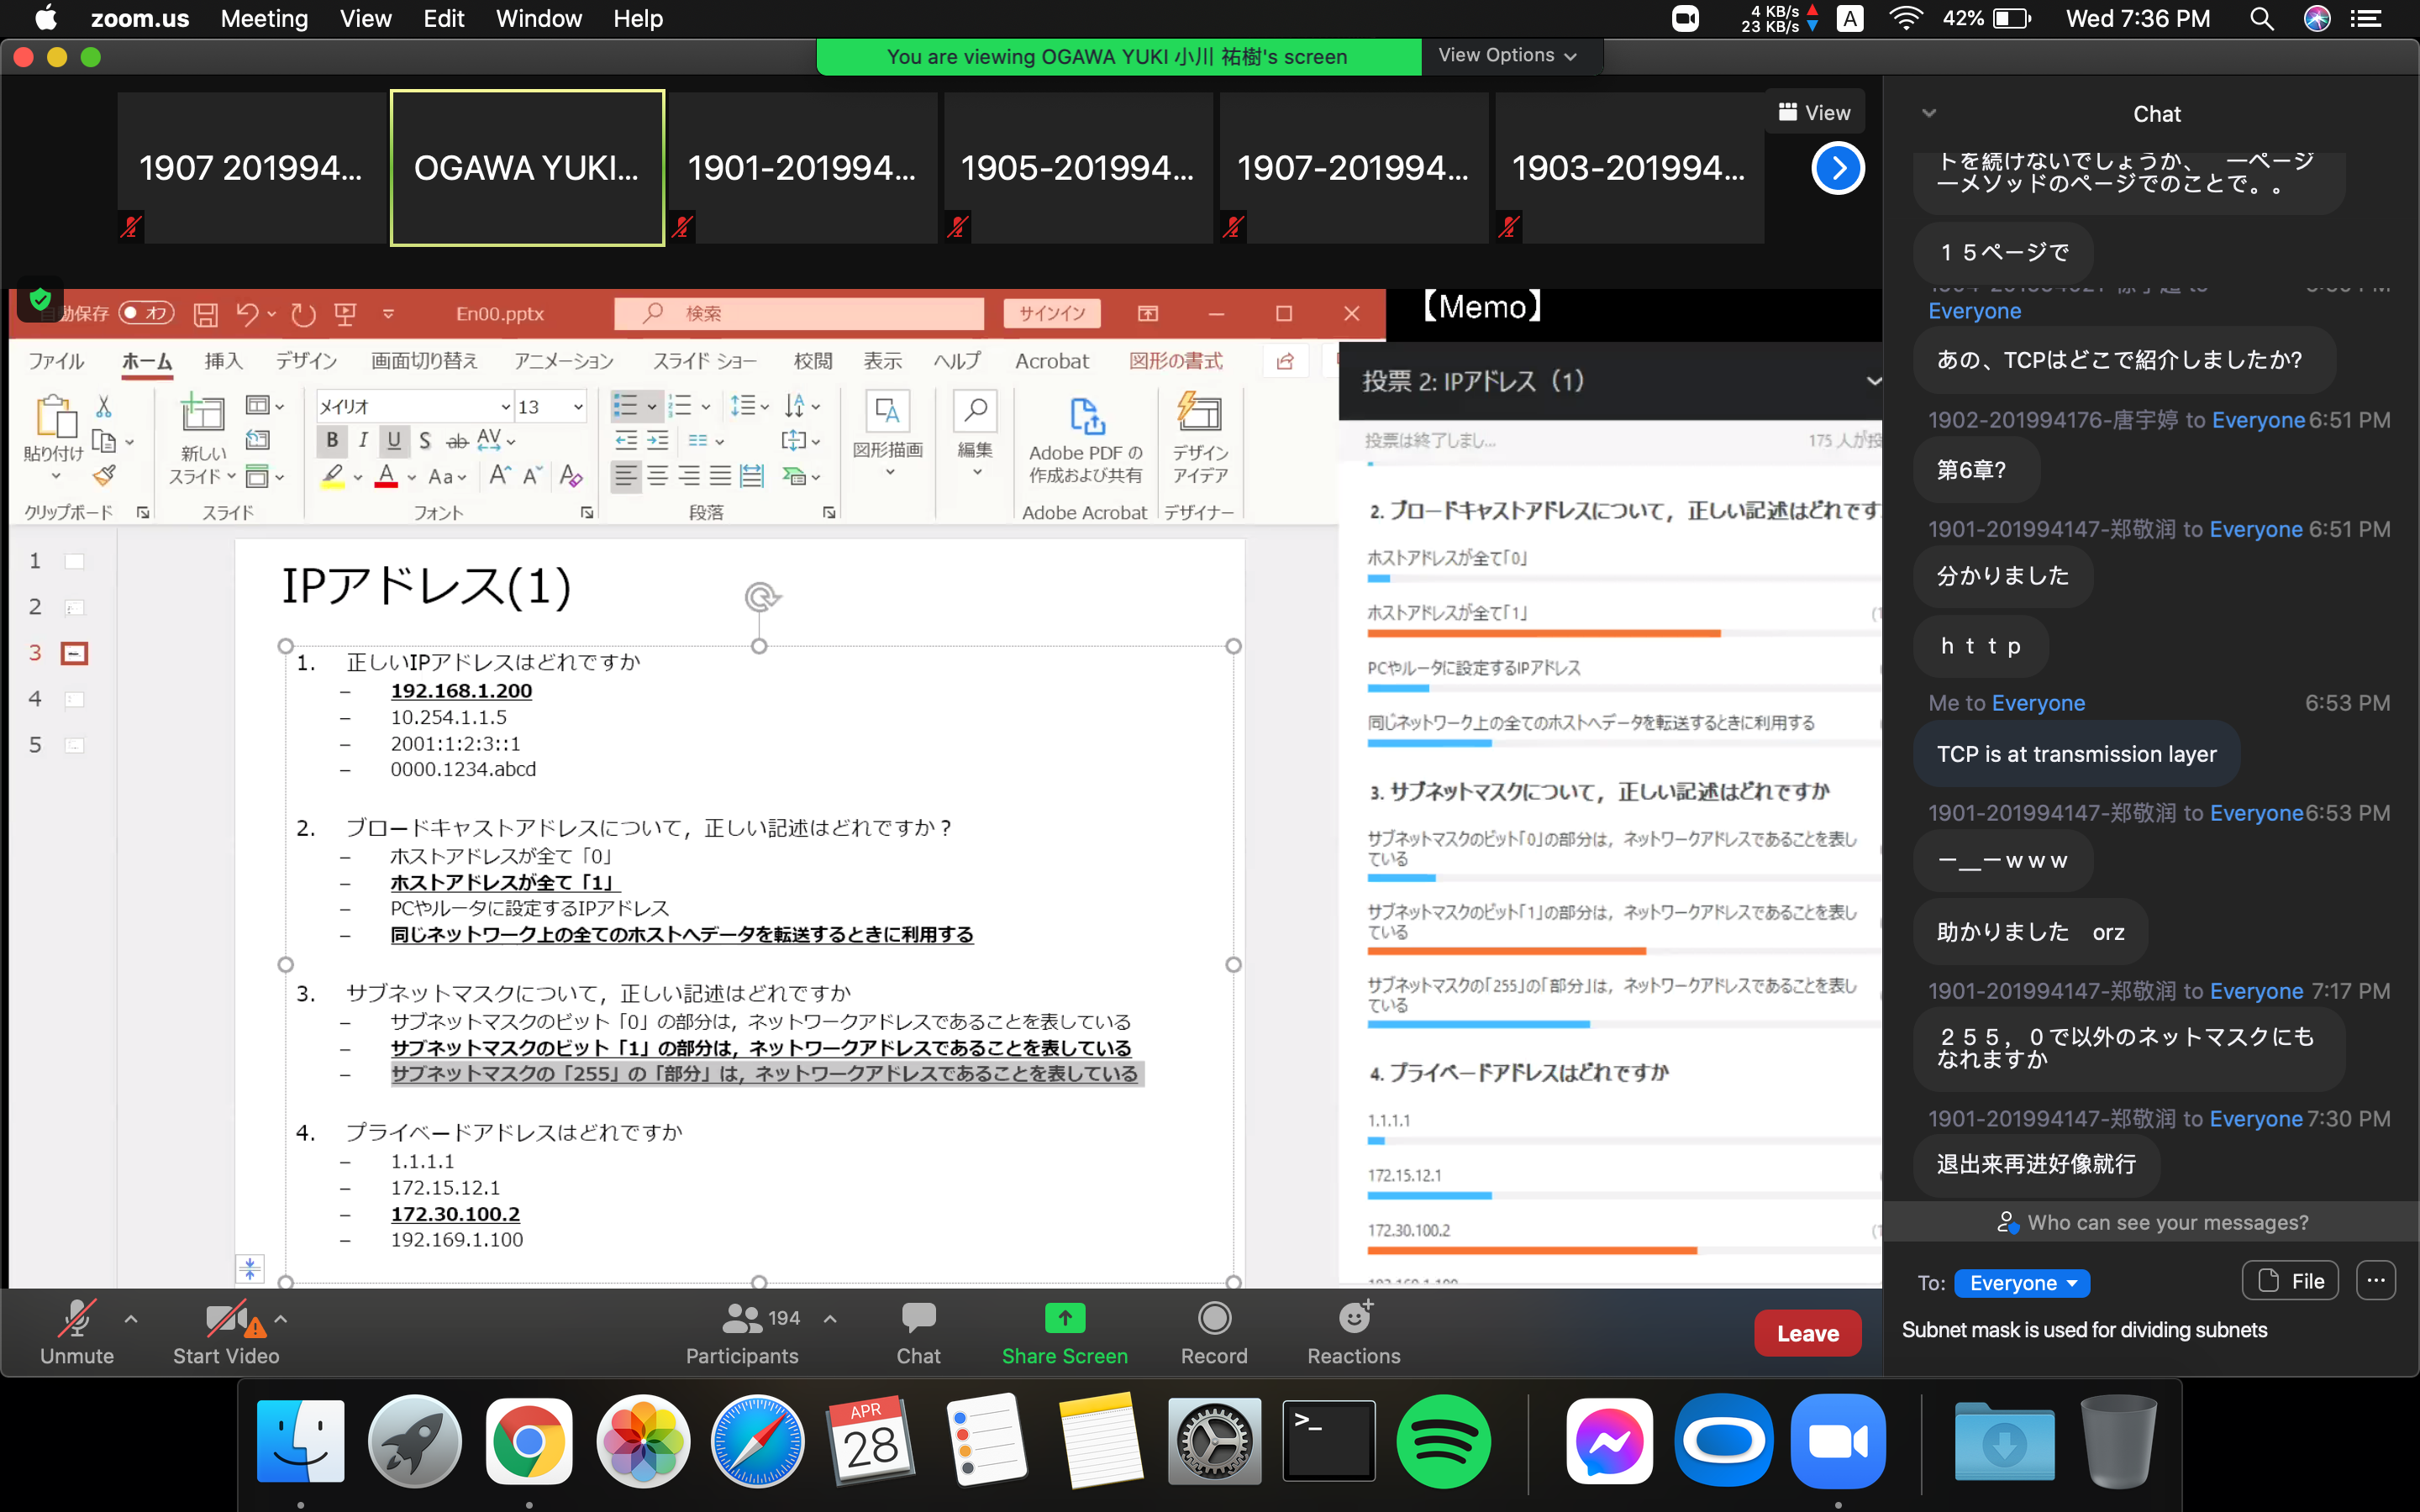 zoom.us Meeting View Edit Window Help
4 KB/s
23 KB/s
A
42%
Wed 7:36 PM
You are viewing OGAWA YUKI 小川 祐樹's screen
View Options
1907 201994...
OGAWA YUKI...
1901-201994...
1905-201994...
1907-201994...
1903-201994...
View
動保存 オフ
En00.pptx
検索
サインイン
ファイル ホーム 挿入 デザイン 画面切り替え アニメーション スライド ショー 校閲 表示 ヘルプ Acrobat 図形の書式
メイリオ
13
貼り付け
新しい
スライド
図形描画
編集
Adobe PDF の
作成および共有
デザイン
アイデア
クリップボード
スライド
フォント
段落
Adobe Acrobat
デザイナー
1
2
3
4
5
IPアドレス(1)
1. 正しいIPアドレスはどれですか
– 192.168.1.200
– 10.254.1.1.5
– 2001:1:2:3::1
– 0000.1234.abcd
2. ブロードキャストアドレスについて，正しい記述はどれですか？
– ホストアドレスが全て「0」
– ホストアドレスが全て「1」
– PCやルータに設定するIPアドレス
– 同じネットワーク上の全てのホストへデータを転送するときに利用する
3. サブネットマスクについて，正しい記述はどれですか
– サブネットマスクのビット「0」の部分は，ネットワークアドレスであることを表している
– サブネットマスクのビット「1」の部分は，ネットワークアドレスであることを表している
– サブネットマスクの「255」の「部分」は，ネットワークアドレスであることを表している
4. プライベードアドレスはどれですか
– 1.1.1.1
– 172.15.12.1
– 172.30.100.2
– 192.169.1.100
【Memo】
投票 2: IPアドレス（1）
投票は終了しまし...
175 人が投
2. ブロードキャストアドレスについて，正しい記述はどれです
ホストアドレスが全て「0」
ホストアドレスが全て「1」
PCやルータに設定するIPアドレス
同じネットワーク上の全てのホストへデータを転送するときに利用する
3. サブネットマスクについて，正しい記述はどれですか
サブネットマスクのビット「0」の部分は，ネットワークアドレスであることを表し
ている
サブネットマスクのビット「1」の部分は，ネットワークアドレスであることを表し
ている
サブネットマスクの「255」の「部分」は，ネットワークアドレスであることを表し
ている
4. プライベードアドレスはどれですか
1.1.1.1
172.15.12.1
172.30.100.2
Chat
トを続けないでしょうか、 一ページ
一メソッドのページでのことで。。
１５ページで
Everyone
あの、TCPはどこで紹介しましたか?
1902-201994176-唐宇婷 to Everyone 6:51 PM
第6章?
1901-201994147-郑敬润 to Everyone 6:51 PM
分かりました
ｈｔｔｐ
Me to Everyone 6:53 PM
TCP is at transmission layer
1901-201994147-郑敬润 to Everyone 6:53 PM
ー＿ーｗｗｗ
助かりました　orz
1901-201994147-郑敬润 to Everyone 7:17 PM
２５５，０で以外のネットマスクにも
なれますか
1901-201994147-郑敬润 to Everyone 7:30 PM
退出来再进好像就行
Who can see your messages?
To: Everyone
File
Subnet mask is used for dividing subnets
Unmute
Start Video
194
Participants
Chat
Share Screen
Record
Reactions
Leave
APR
28